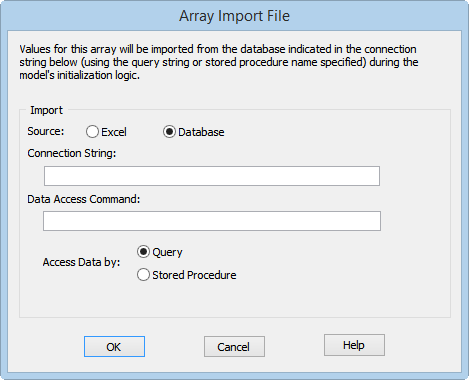 Array Import File
Values for this array will be imported from the database indicated in the connection
string below (using the query string or stored procedure name specified) during the
model's initialization logic.
Import
Source: Excel Database
Connection String:
Data Access Command:
Query
Access Data by:
Stored Procedure
OK Cancel Help